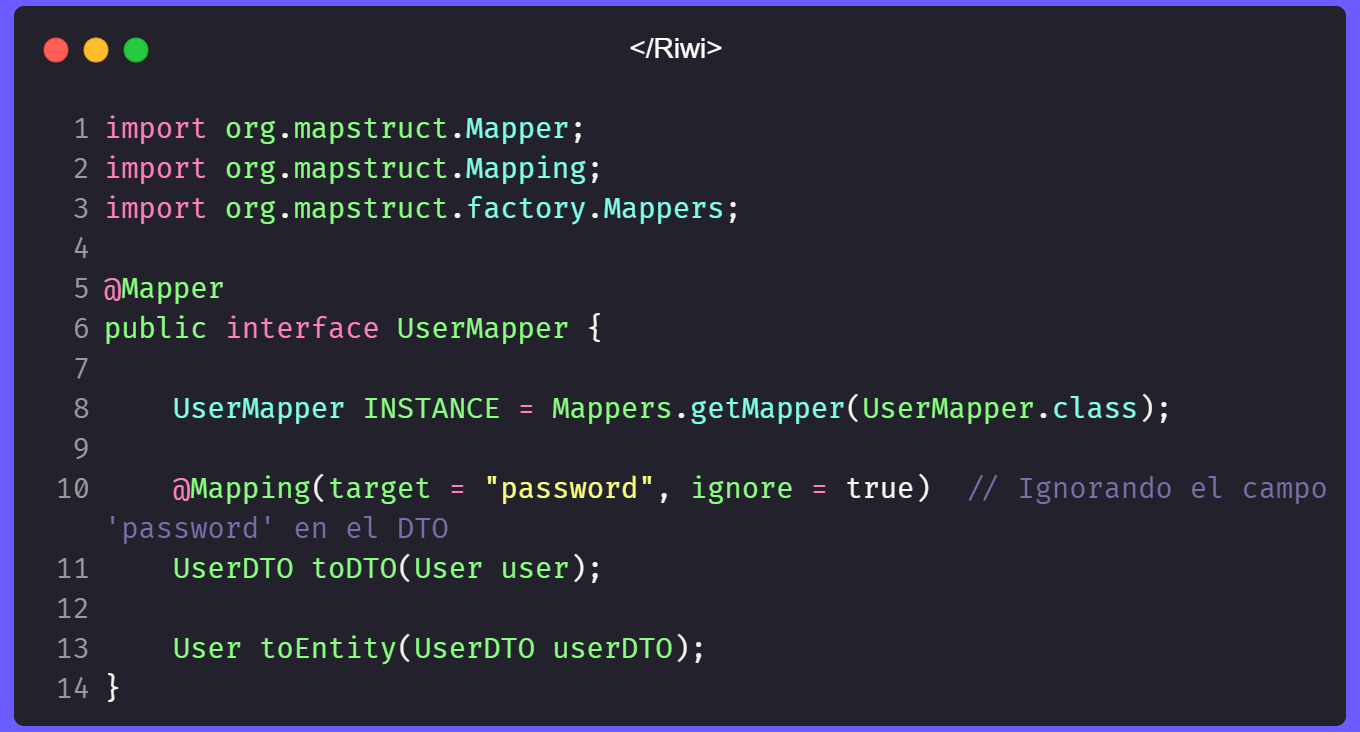 </Riwi>
1 import org.mapstruct.Mapper;
2 import org.mapstruct.Mapping;
3 import org.mapstruct.factory.Mappers;
4
5 @Mapper
6 public interface UserMapper {
7
8     UserMapper INSTANCE = Mappers.getMapper(UserMapper.class);
9
10     @Mapping(target = "password", ignore = true)  // Ignorando el campo
'password' en el DTO
11     UserDTO toDTO(User user);
12
13     User toEntity(UserDTO userDTO);
14 }